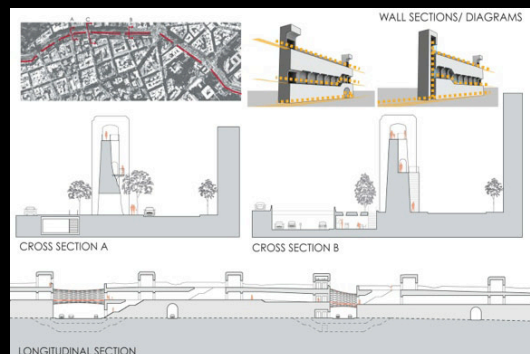 WALL SECTIONS/ DIAGRAMS
A C B
CROSS SECTION A
CROSS SECTION B
LONGITUDINAL SECTION